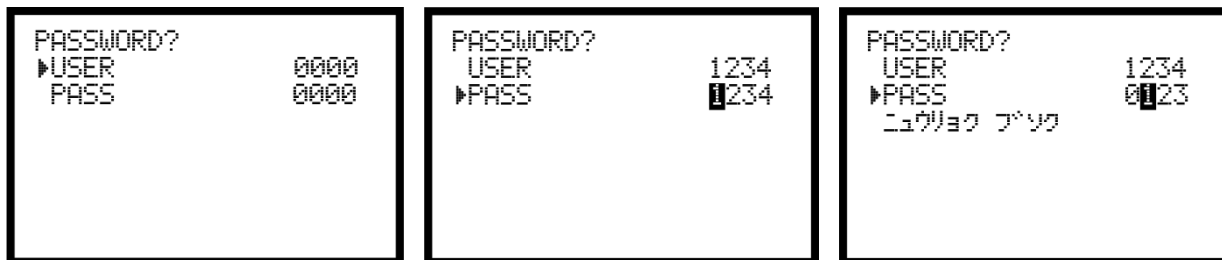 PASSWORD?
▶USER 0000
PASS 0000
PASSWORD?
USER 1234
▶PASS 1234
PASSWORD?
USER 1234
▶PASS 0123
ニュウリョク ブソク